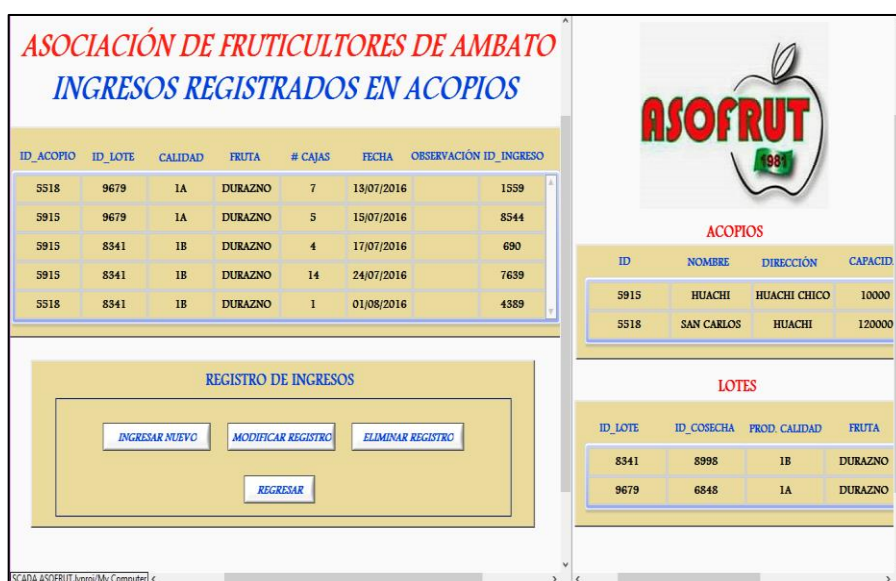 ASOCIACIÓN DE FRUTICULTORES DE AMBATO
INGRESOS REGISTRADOS EN ACOPIOS
ID_ACOPIO ID_LOTE CALIDAD FRUTA # CAJAS FECHA OBSERVACIÓN ID_INGRESO
5518 9679 1A DURAZNO 7 13/07/2016 1559
5915 9679 1A DURAZNO 5 15/07/2016 8544
5915 8341 1B DURAZNO 4 17/07/2016 690
5915 8341 1B DURAZNO 14 24/07/2016 7639
5518 8341 1B DURAZNO 1 01/08/2016 4389
REGISTRO DE INGRESOS
INGRESAR NUEVO MODIFICAR REGISTRO ELIMINAR REGISTRO
REGRESAR
SCADA ASOFRUT.lvproj/My Computer
ASOFRUT
1981
ACOPIOS
ID NOMBRE DIRECCIÓN CAPACID
5915 HUACHI HUACHI CHICO 10000
5518 SAN CARLOS HUACHI 120000
LOTES
ID_LOTE ID_COSECHA PROD. CALIDAD FRUTA
8341 8998 1B DURAZNO
9679 6848 1A DURAZNO